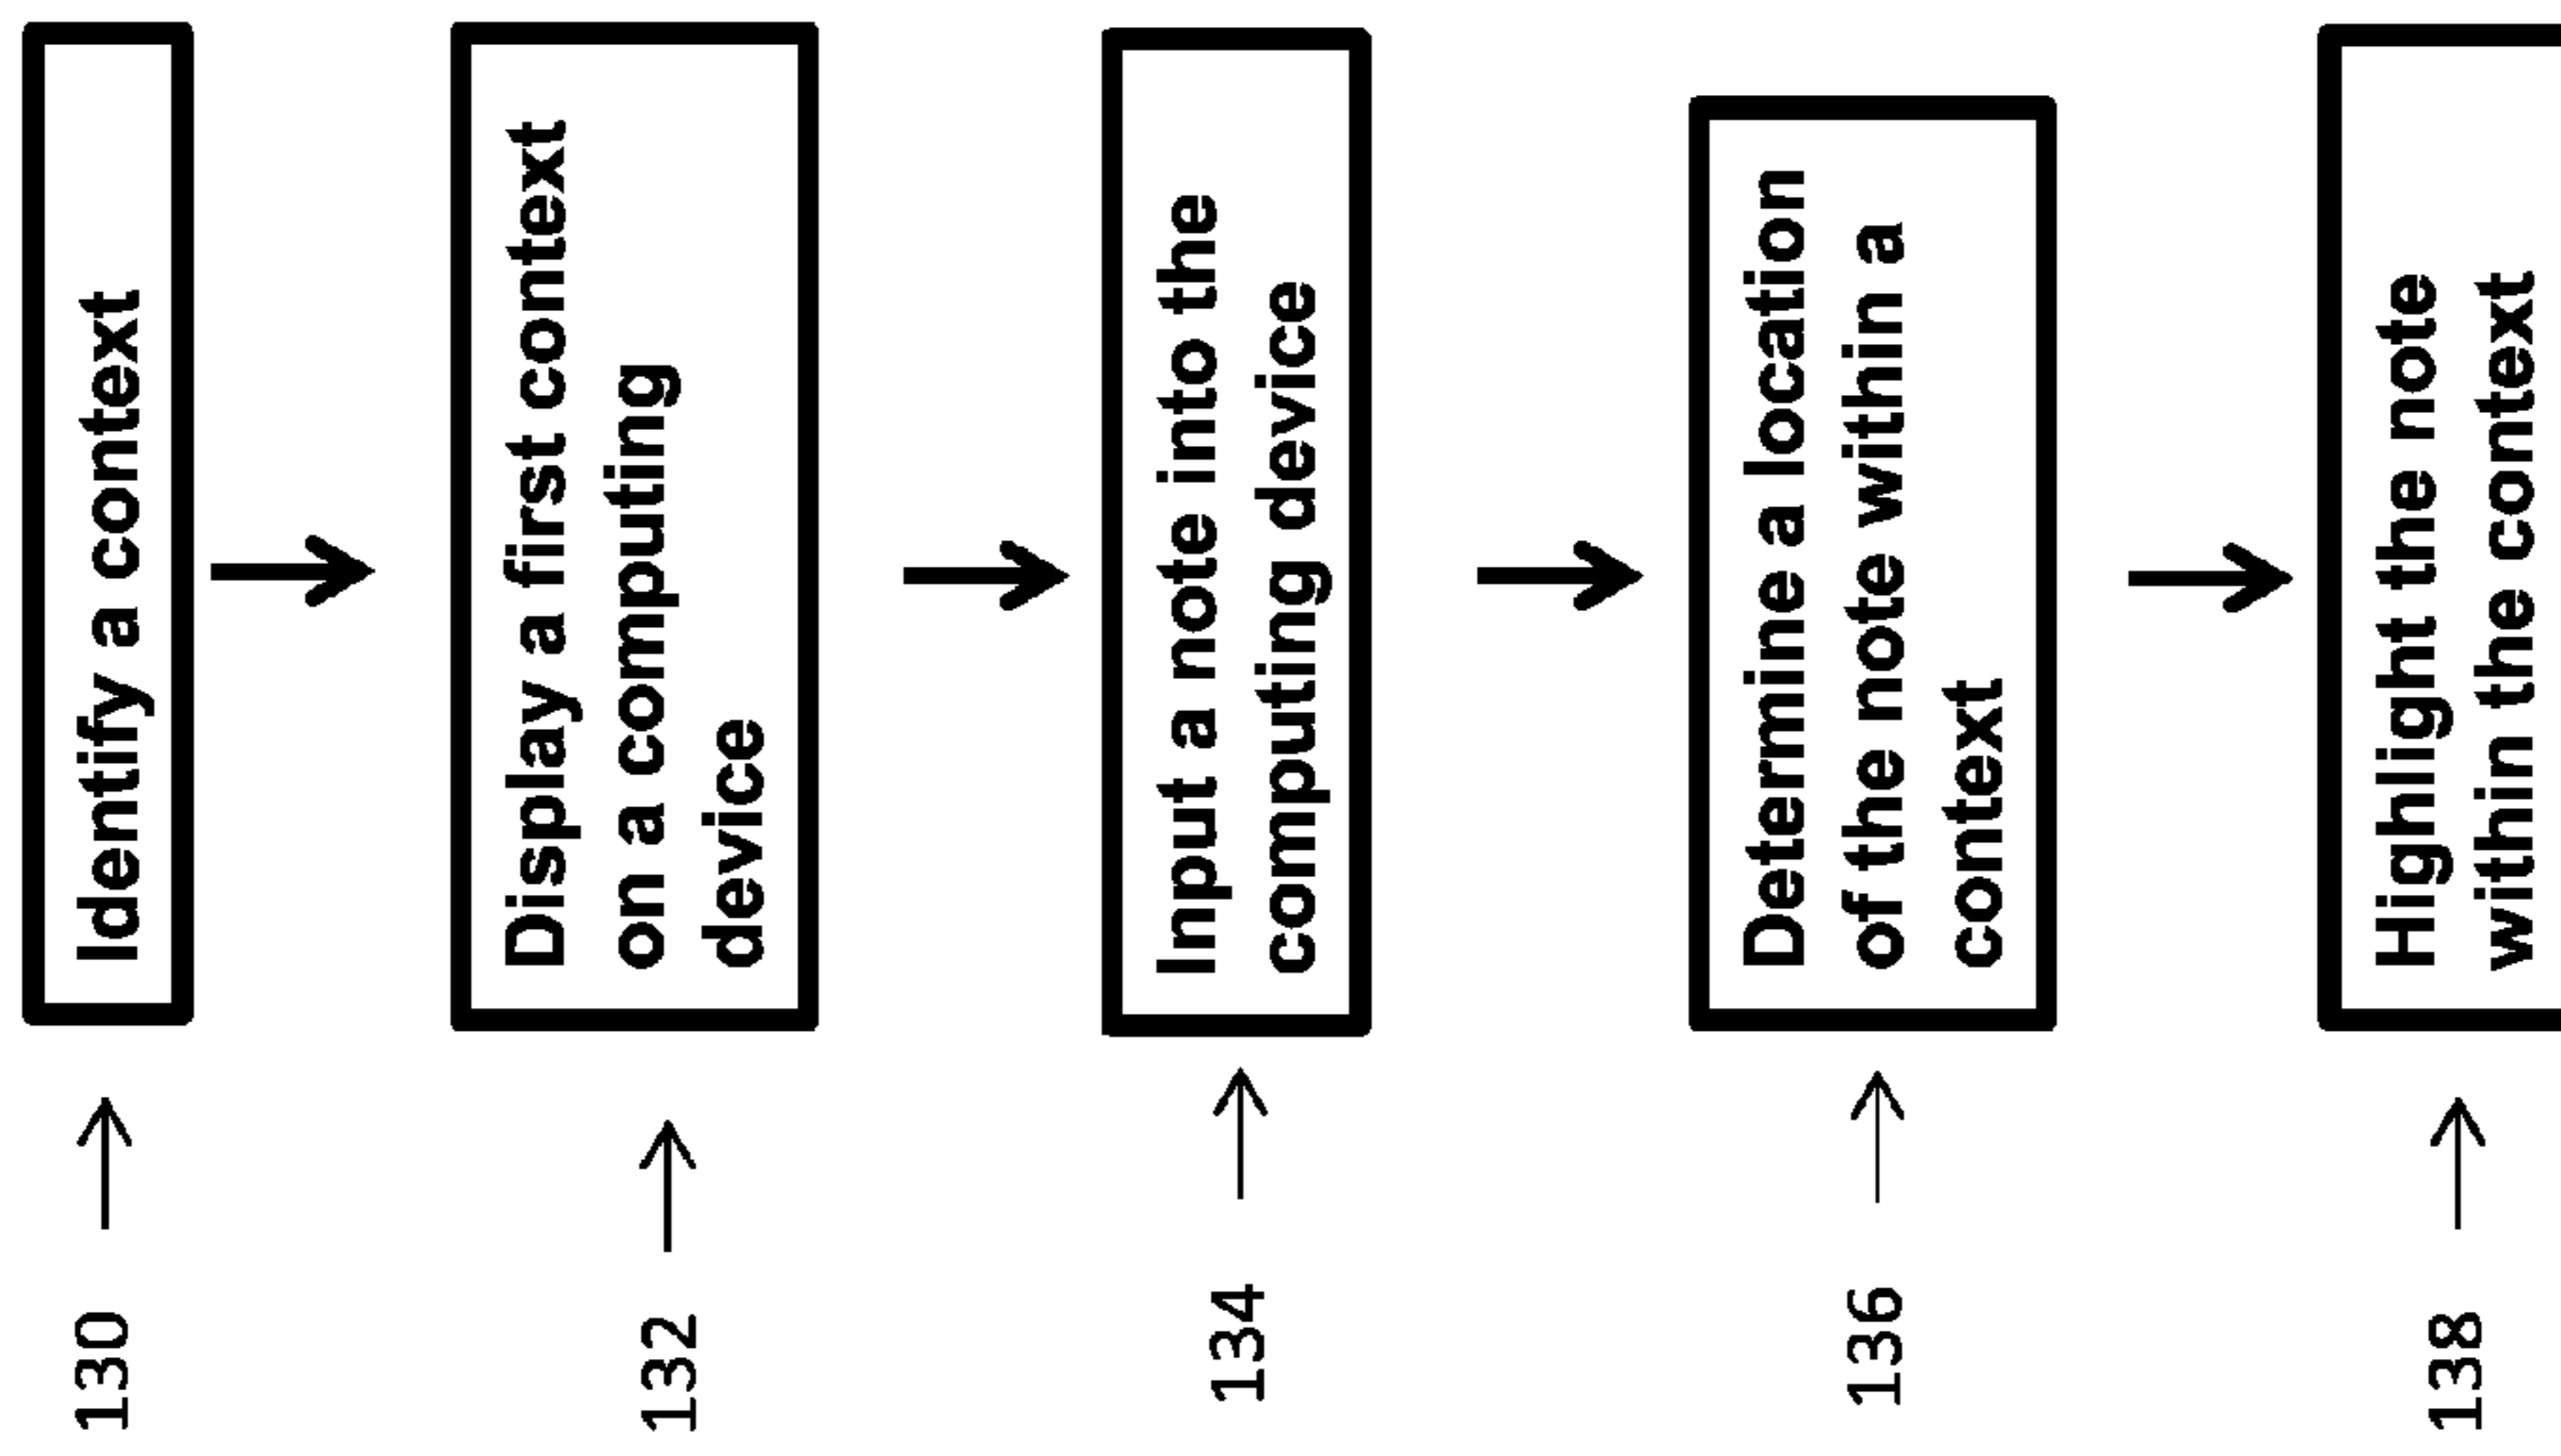 130
Identify a context
132
Display a first context
on a computing
device
134
Input a note into the
computing device
136
Determine a location
of the note within a
context
138
Highlight the note
within the context